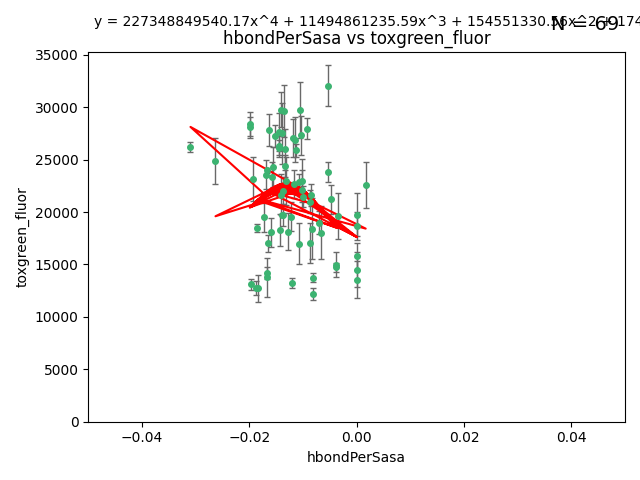 y = 227348849540.17x^4 + 11494861235.59x^3 + 154551330.56x^2 +
N = 69
hbondPerSasa vs toxgreen_fluor
35000
30000
25000
20000
15000
10000
5000
0
toxgreen_fluor
−0.04 −0.02 0.00 0.02 0.04
hbondPerSasa